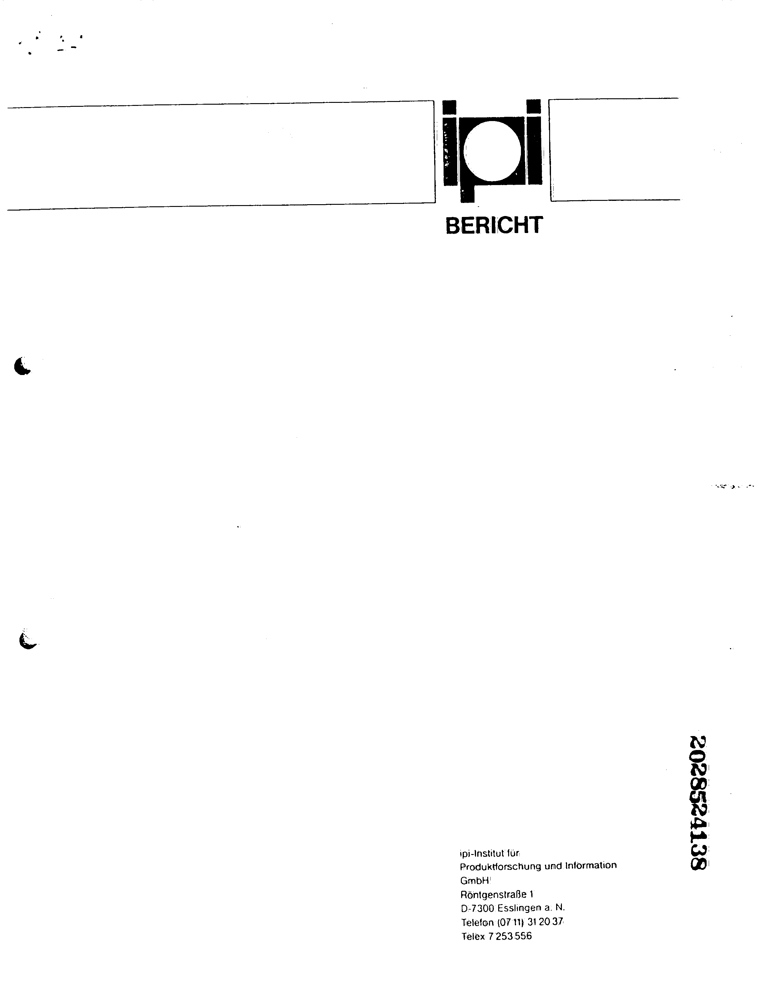 ipi
BERICHT
2028524138
ipi-Institut für
Produktforschung und Information
GmbH
Röntgenstraße 1
D-7300 Esslingen a. N.
Telefon (07 11) 31 20 37
Telex 7 253 556